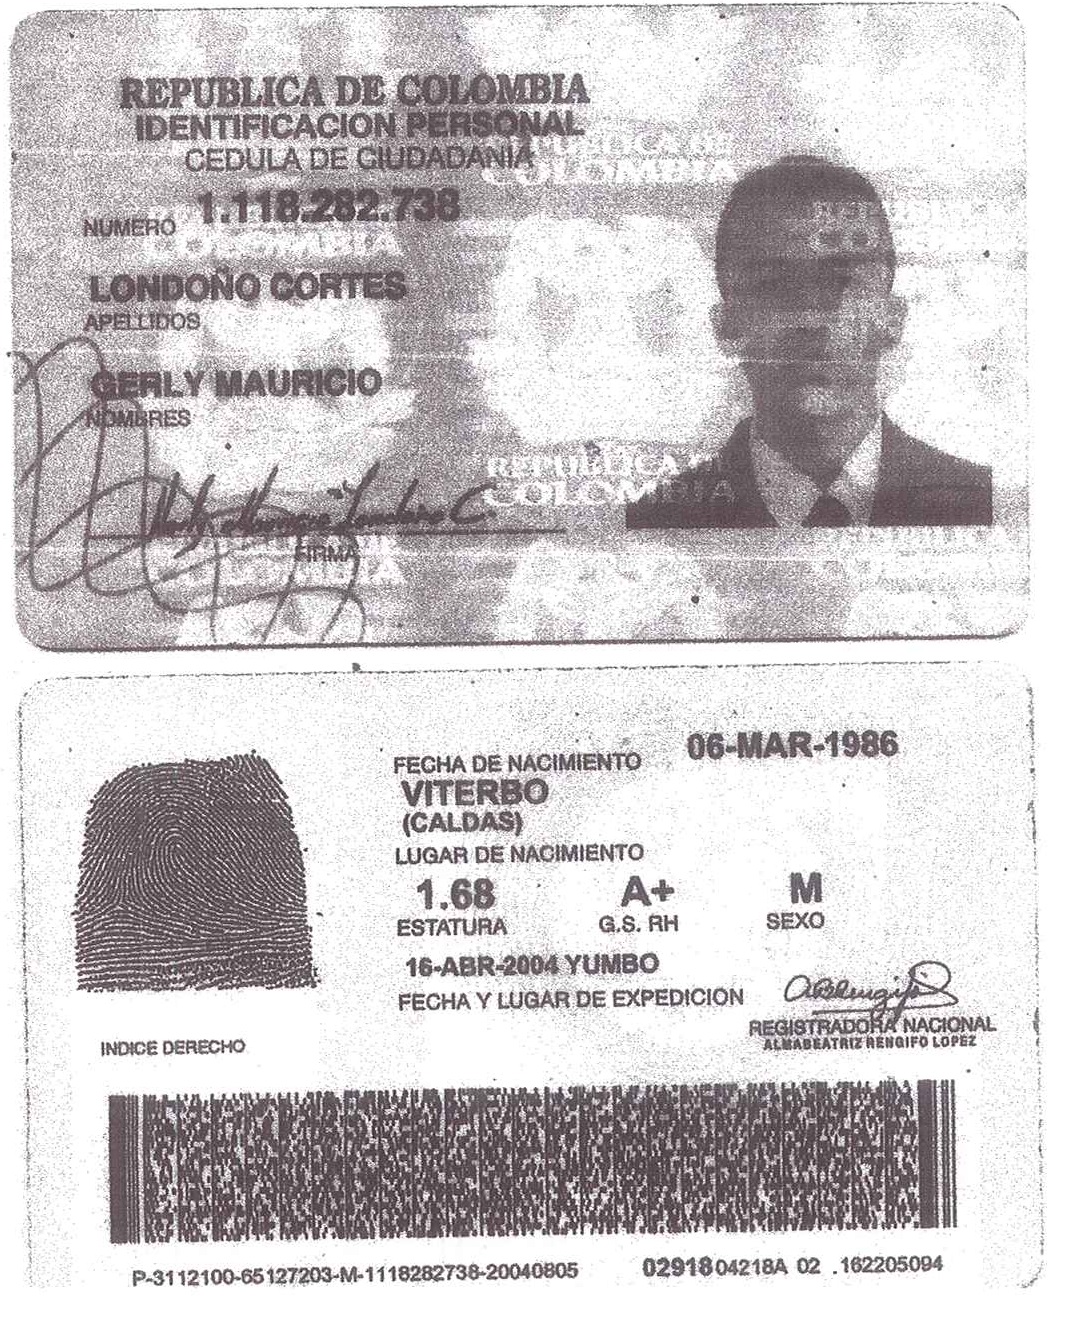 REPUBLICA DE COLOMBIA
IDENTIFICACION PERSONAL
CEDULA DE CIUDADANIA
NUMERO 1.118.282.738
LONDOÑO CORTES
APELLIDOS
GERLY MAURICIO
NOMBRES
FIRMA
REPUBLICA DE
COLOMBIA
REPUBLICA
COLOMBIA
COLOMBIA
FECHA DE NACIMIENTO 06-MAR-1986
VITERBO
(CALDAS)
LUGAR DE NACIMIENTO
1.68 A+ M
ESTATURA G.S. RH SEXO
16-ABR-2004 YUMBO
FECHA Y LUGAR DE EXPEDICION
REGISTRADORA NACIONAL
ALMABEATRIZ RENGIFO LOPEZ
INDICE DERECHO
P-3112100-65127203-M-1118282738-20040805 0291804218A 02 .162205094